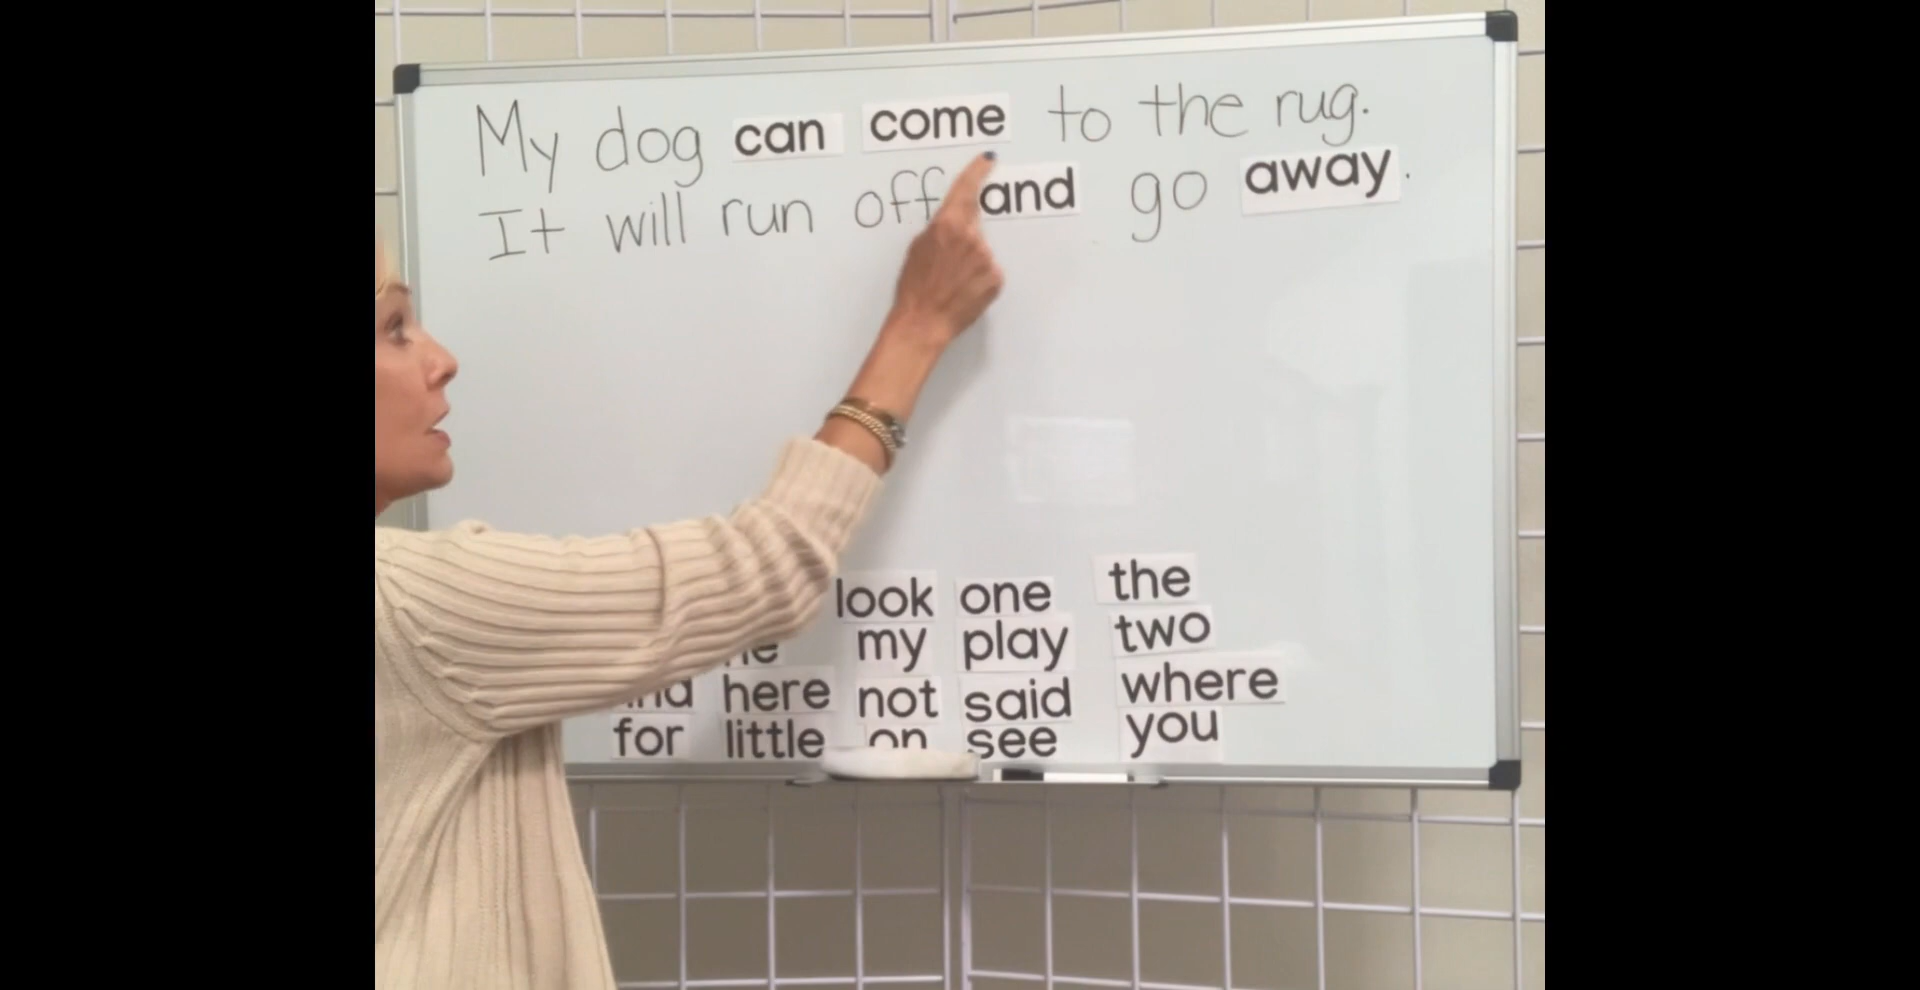 My dog can come to the rug.
It will run off and go away.
look one the
my play two
here not said where
for little on see you